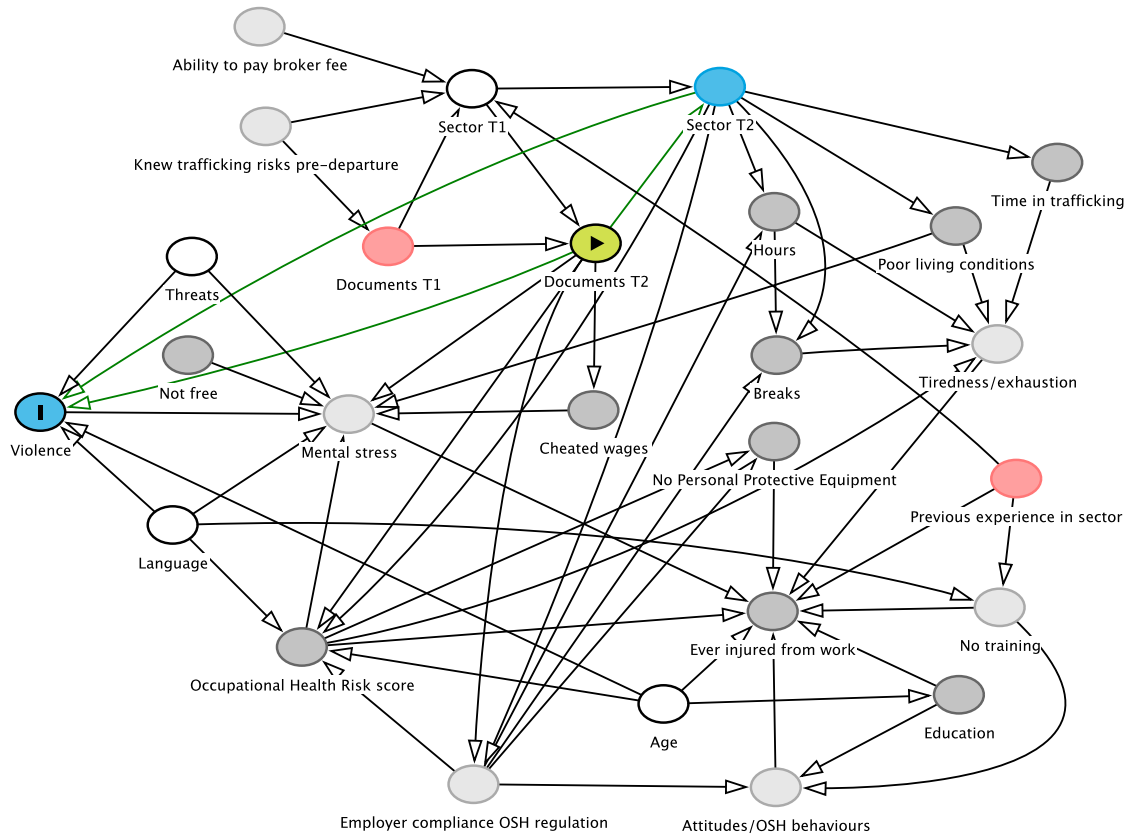 Ability to pay broker fee
Sector T1
Sector T2
Knew trafficking risks pre-departure
Time in trafficking
Hours
Poor living conditions
Documents T1
Documents T2
Threats
Not free
Breaks
Tiredness/exhaustion
Violence
Mental stress
Cheated wages
No Personal Protective Equipment
Previous experience in sector
Language
Ever injured from work
No training
Occupational Health Risk score
Age
Education
Employer compliance OSH regulation
Attitudes/OSH behaviours